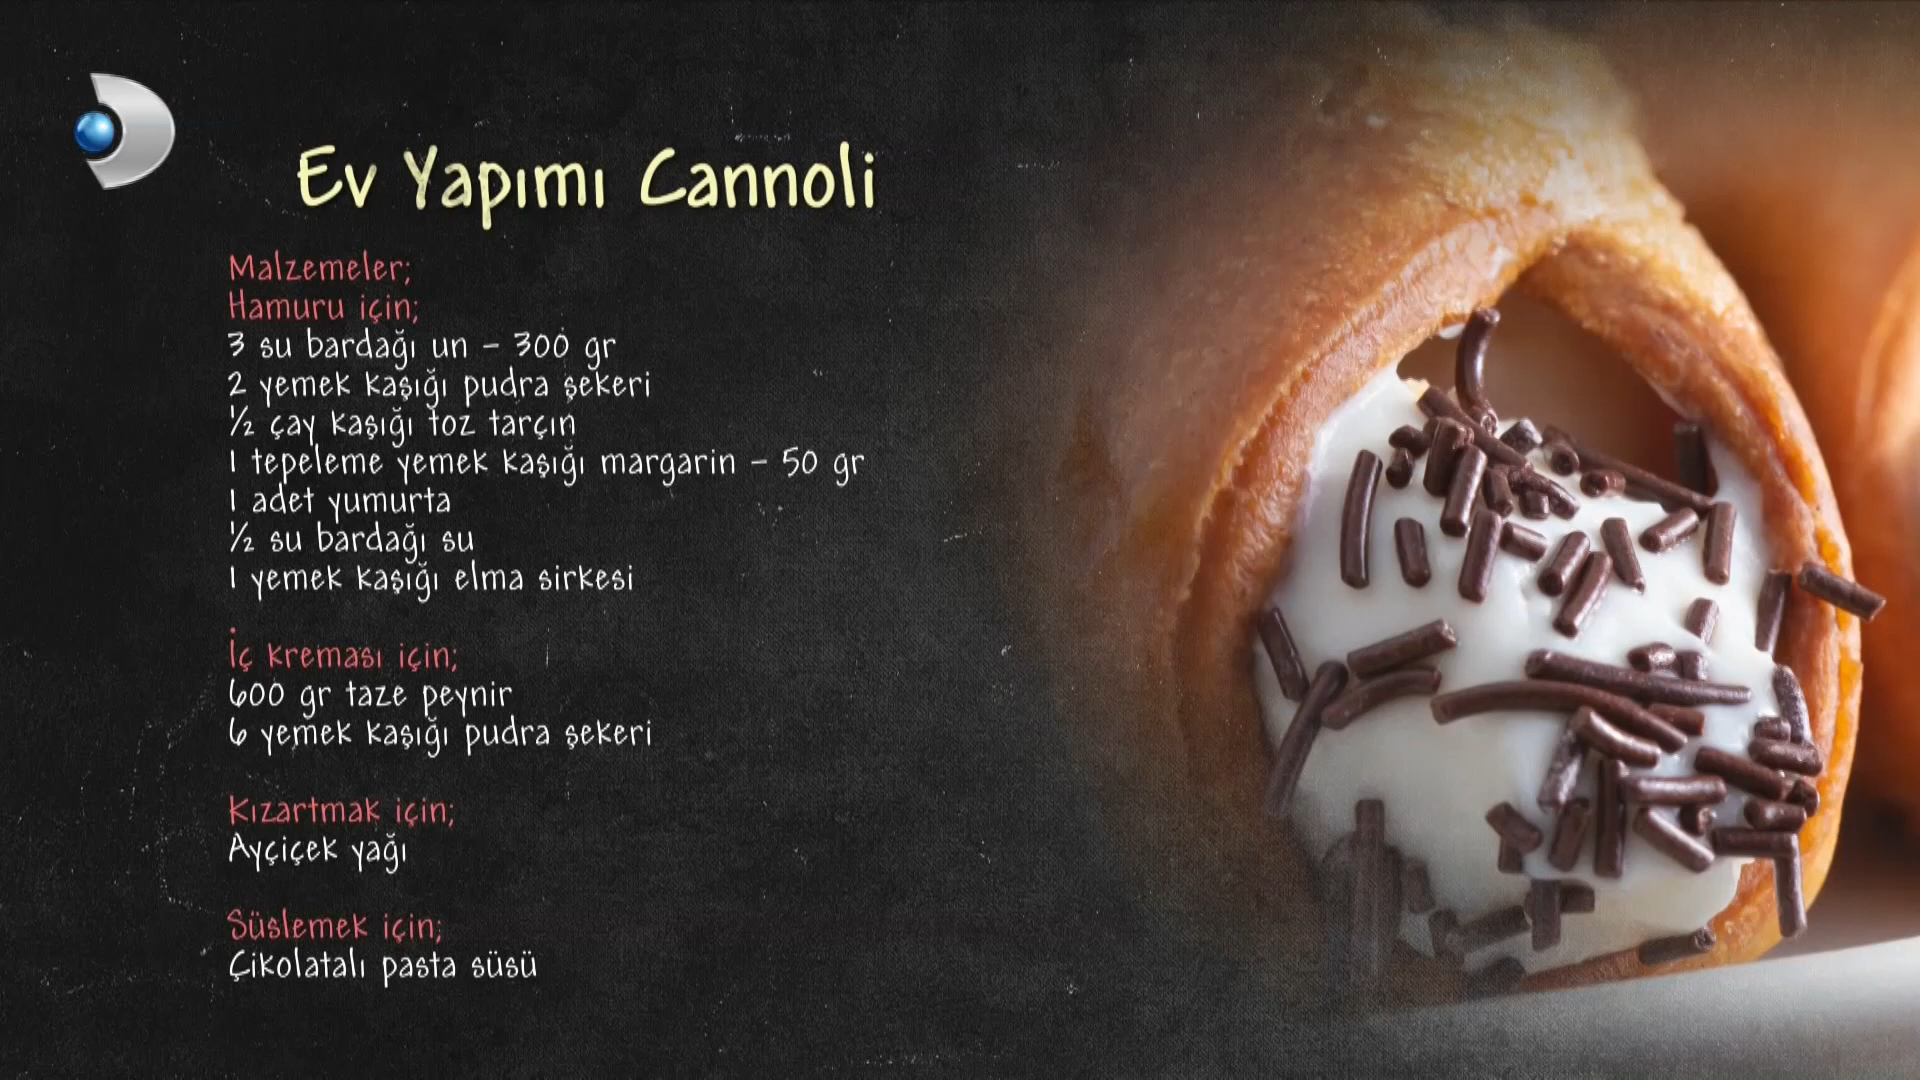 Ev Yapımı Cannoli
Malzemeler;
Hamuru için;
3 su bardağı un - 300 gr
2 yemek kaşığı pudra şekeri
½ çay kaşığı toz tarçın
1 tepeleme yemek kaşığı margarin - 50 gr
1 adet yumurta
½ su bardağı su
1 yemek kaşığı elma sirkesi
İç kreması için;
600 gr taze peynir
6 yemek kaşığı pudra şekeri
Kızartmak için;
Ayçiçek yağı
Süslemek için;
Çikolatalı pasta süsü